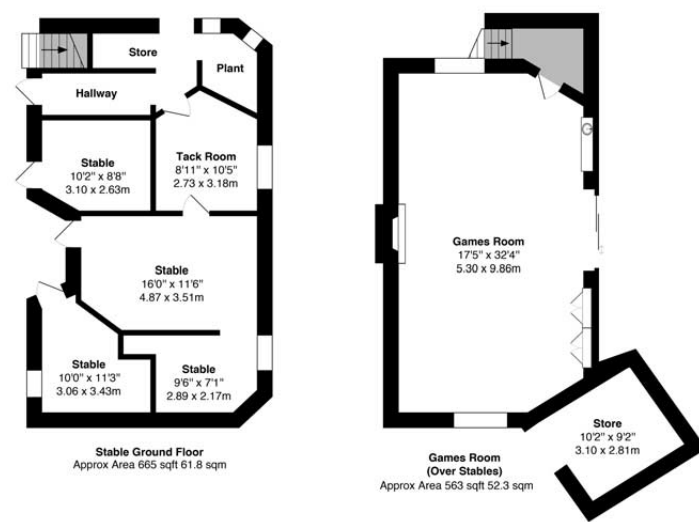 Store
Plant
Hallway
Stable
10'2" x 8'8"
3.10 x 2.63m
Tack Room
8'11" x 10'5"
2.73 x 3.18m
Stable
16'0" x 11'6"
4.87 x 3.51m
Stable
10'0" x 11'3"
3.06 x 3.43m
Stable
9'6" x 7'1"
2.89 x 2.17m
Stable Ground Floor
Approx Area 665 sqft 61.8 sqm
Games Room
17'5" x 32'4"
5.30 x 9.86m
Store
10'2" x 9'2"
3.10 x 2.81m
Games Room
(Over Stables)
Approx Area 563 sqft 52.3 sqm